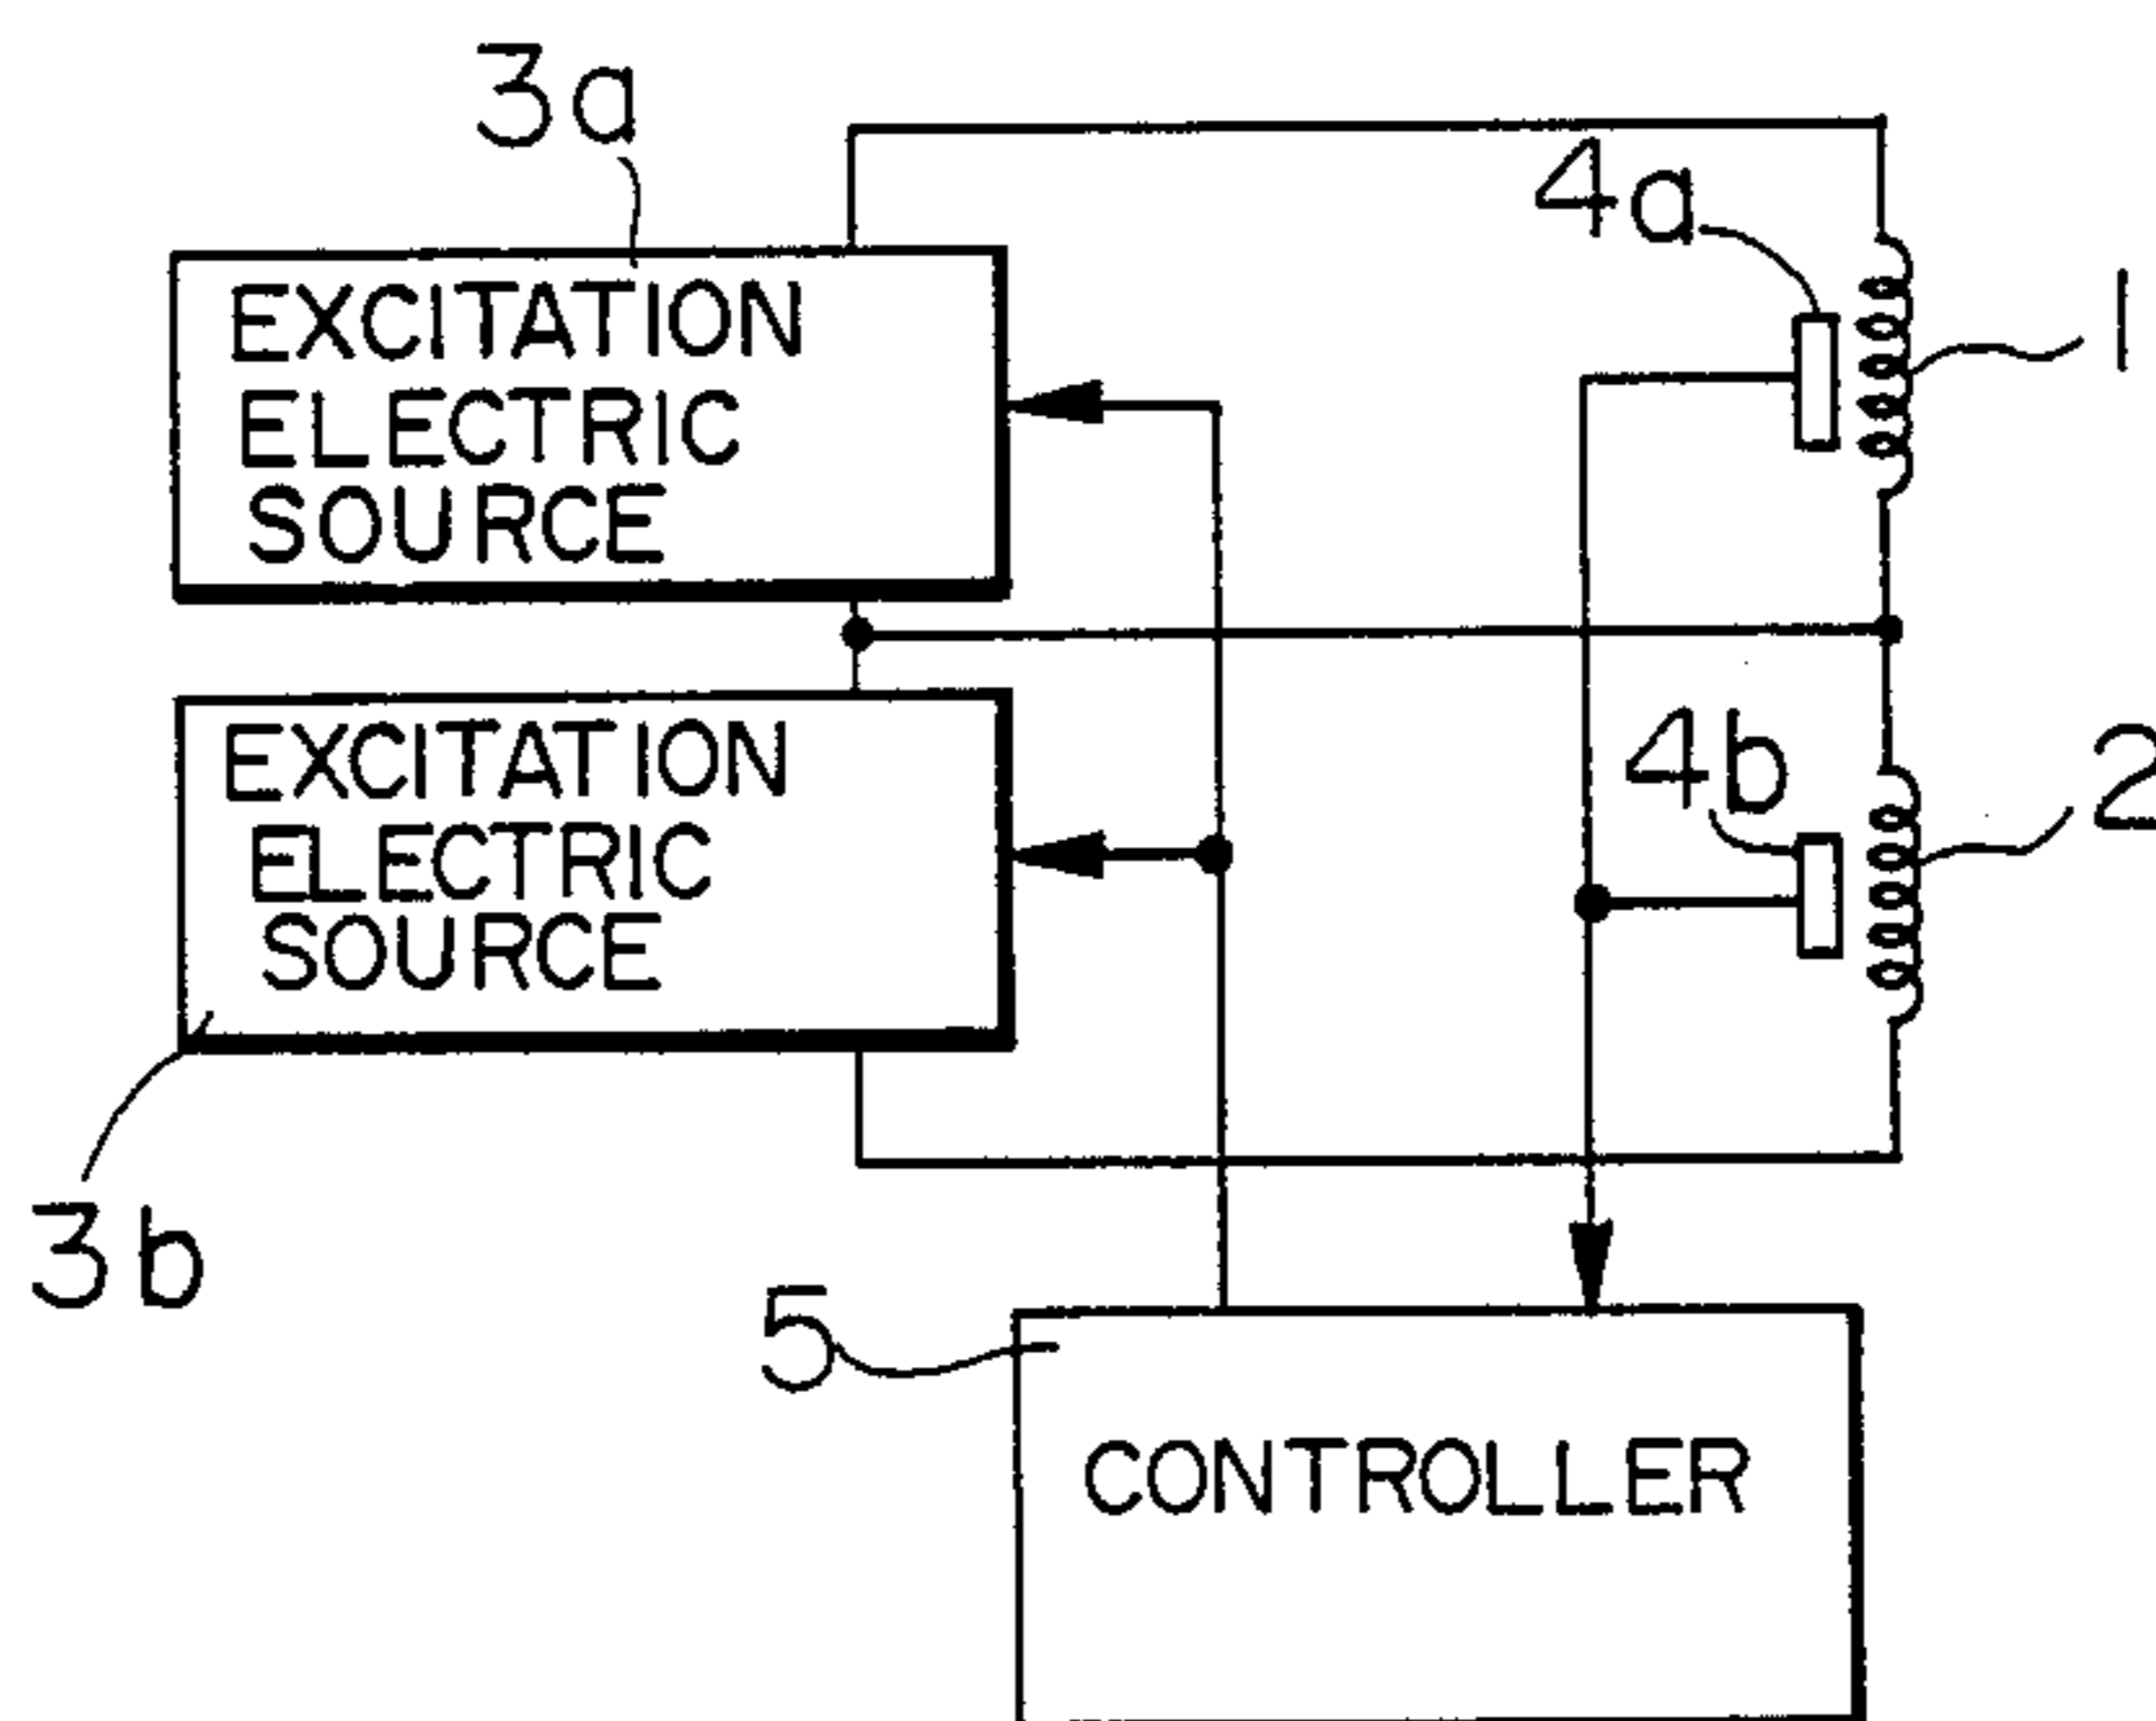 3a
4a
EXCITATION
ELECTRIC
SOURCE
1
EXCITATION
ELECTRIC
SOURCE
4b
2
3b
5
CONTROLLER